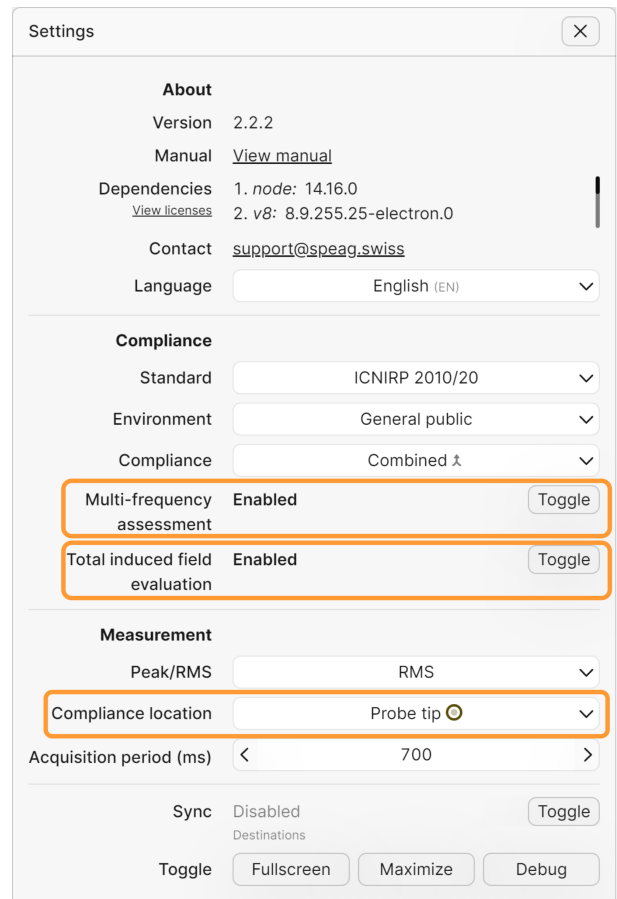 Settings
About
Version 2.2.2
Manual View manual
Dependencies 1. node: 14.16.0
View licenses 2. v8: 8.9.255.25-electron.0
Contact support@speag.swiss
Language English (EN)
Compliance
Standard ICNIRP 2010/20
Environment General public
Compliance Combined
Multi-frequency Enabled Toggle
assessment
Total induced field Enabled Toggle
evaluation
Measurement
Peak/RMS RMS
Compliance location Probe tip
Acquisition period (ms) 700
Sync Disabled Toggle
Destinations
Toggle Fullscreen Maximize Debug